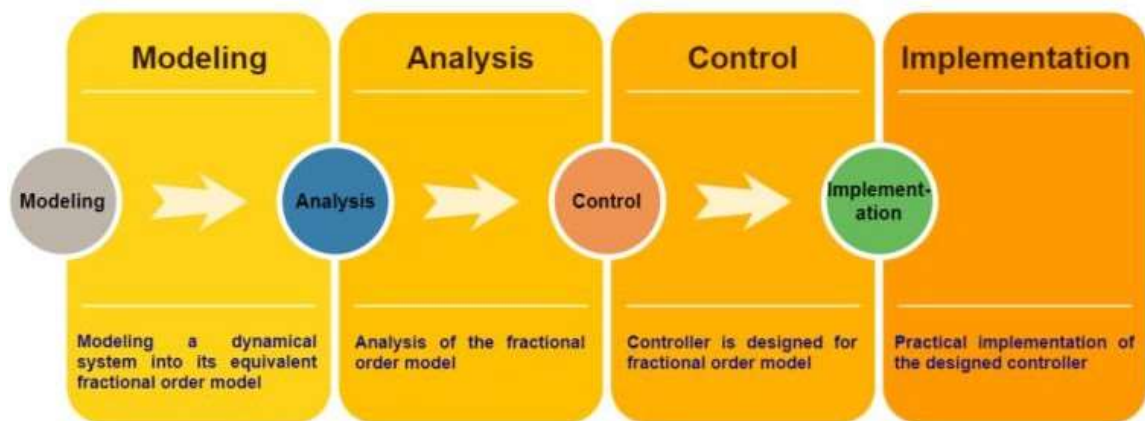 Modeling
Analysis
Control
Implementation
Modeling
Analysis
Control
Implement-
ation
Modeling a dynamical
system into its equivalent
fractional order model
Analysis of the fractional
order model
Controller is designed for
fractional order model
Practical implementation of
the designed controller